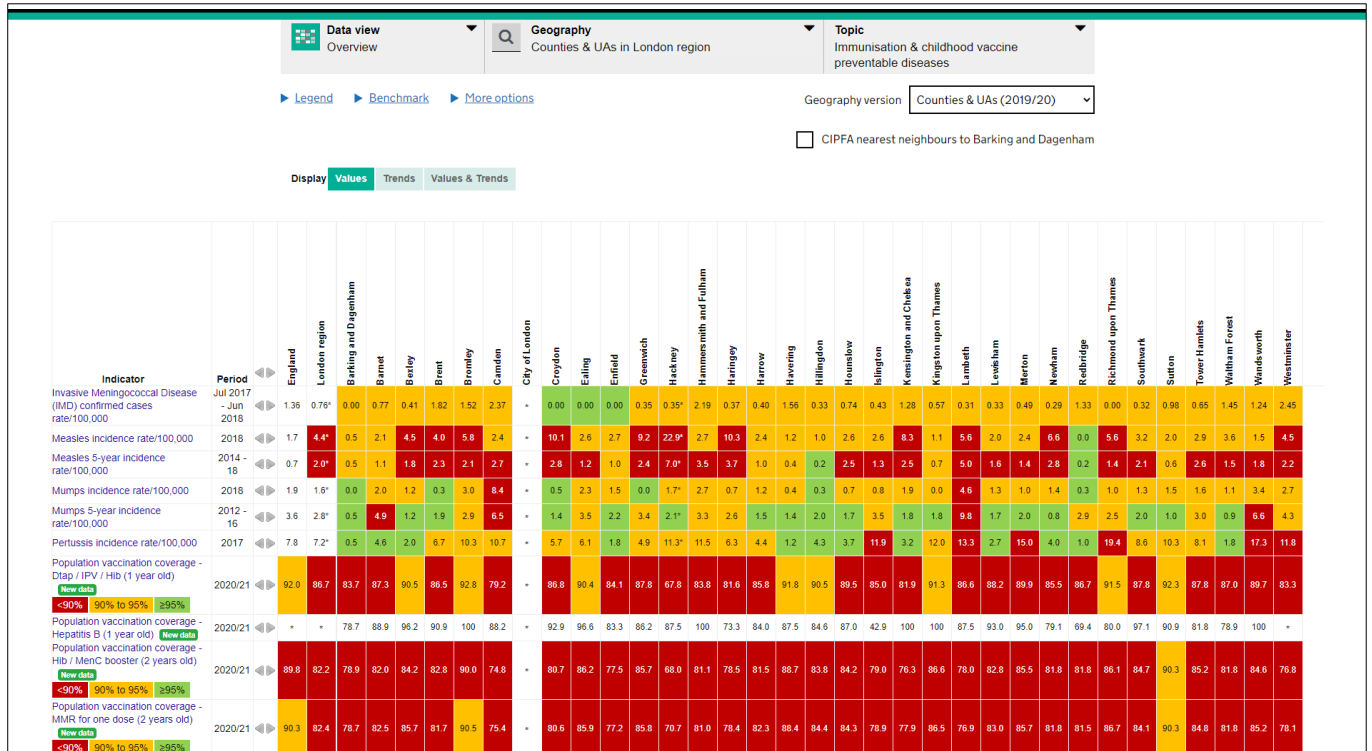 Data view
Overview
Geography
Counties & UAs in London region
Topic
Immunisation & childhood vaccine
preventable diseases
Legend
Benchmark
More options
Geography version
Counties & UAs (2019/20)
CIPFA nearest neighbours to Barking and Dagenham
Display Values Trends Values & Trends
Indicator Period England London region Barking and Dagenham Barnet Bexley Brent Bromley Camden City of London Croydon Ealing Enfield Greenwich Hackney Hammersmith and Fulham Haringey Harrow Havering Hillingdon Hounslow Islington Kensington and Chelsea Kingston upon Thames Lambeth Lewisham Merton Newham Redbridge Richmond upon Thames Southwark Sutton Tower Hamlets Waltham Forest Wandsworth Westminster
Invasive Meningococcal Disease
(IMD) confirmed cases
rate/100,000
Jul 2017
- Jun
2018
1.36 0.76* 0.00 0.77 0.41 1.82 1.52 2.37 * 0.00 0.00 0.00 0.35 0.35* 2.19 0.37 0.40 1.56 0.33 0.74 0.43 1.28 0.57 0.31 0.33 0.49 0.29 1.33 0.00 0.32 0.98 0.65 1.45 1.24 2.45
Measles incidence rate/100,000 2018 1.7 4.4* 0.5 2.1 4.5 4.0 5.8 2.4 * 10.1 2.6 2.7 9.2 22.9* 2.7 10.3 2.4 1.2 1.0 2.6 2.6 8.3 1.1 5.6 2.0 2.4 6.6 0.0 5.6 3.2 2.0 2.9 3.6 1.5 4.5
Measles 5-year incidence
rate/100,000
2014 -
18
0.7 2.0* 0.5 1.1 1.8 2.3 2.1 2.7 * 2.8 1.2 1.0 2.4 7.0* 3.5 3.7 1.0 0.4 0.2 2.5 1.3 2.5 0.7 5.0 1.6 1.4 2.8 0.2 1.4 2.1 0.6 2.6 1.5 1.8 2.2
Mumps incidence rate/100,000 2018 1.9 1.6* 0.0 2.0 1.2 0.3 3.0 8.4 * 0.5 2.3 1.5 0.0 1.7* 2.7 0.7 1.2 0.4 0.3 0.7 0.8 1.9 0.0 4.6 1.3 1.0 1.4 0.3 1.0 1.3 1.5 1.6 1.1 3.4 2.7
Mumps 5-year incidence
rate/100,000
2012 -
16
3.6 2.8* 0.5 4.9 1.2 1.9 2.9 6.5 * 1.4 3.5 2.2 3.4 2.1* 3.3 2.6 1.5 1.4 2.0 1.7 3.5 1.8 1.8 9.8 1.7 2.0 0.8 2.9 2.5 2.0 1.0 3.0 0.9 6.6 4.3
Pertussis incidence rate/100,000 2017 7.8 7.2* 0.5 4.6 2.0 6.7 10.3 10.7 * 5.7 6.1 1.8 4.9 11.3* 11.5 6.3 4.4 1.2 4.3 3.7 11.9 3.2 12.0 13.3 2.7 15.0 4.0 1.0 19.4 8.6 10.3 8.1 1.8 17.3 11.8
Population vaccination coverage -
Dtap / IPV / Hib (1 year old)
New data
<90% 90% to 95% ≥95%
2020/21 92.0 86.7 83.7 87.3 90.5 86.5 92.8 79.2 * 86.8 90.4 84.1 87.8 67.8 83.8 81.6 85.8 91.8 90.5 89.5 85.0 81.9 91.3 86.6 88.2 89.9 85.5 86.7 91.5 87.8 92.3 87.8 87.0 89.7 83.3
Population vaccination coverage -
Hepatitis B (1 year old) New data
2020/21 * * 78.7 88.9 96.2 90.9 100 88.2 * 92.9 96.6 83.3 86.2 87.5 100 73.3 84.0 87.5 84.6 87.0 42.9 100 100 87.5 93.0 95.0 79.1 69.4 80.0 97.1 90.9 81.8 78.9 100 *
Population vaccination coverage -
Hib / MenC booster (2 years old)
New data
<90% 90% to 95% ≥95%
2020/21 89.8 82.2 78.9 82.0 84.2 82.8 90.0 74.8 * 80.7 86.2 77.5 85.7 68.0 81.1 78.5 81.5 88.7 83.8 84.2 79.0 76.3 86.6 78.0 82.8 85.5 81.8 81.8 86.1 84.7 90.3 85.2 81.8 84.6 76.8
Population vaccination coverage -
MMR for one dose (2 years old)
New data
<90% 90% to 95% ≥95%
2020/21 90.3 82.4 78.7 82.5 85.7 81.7 90.5 75.4 * 80.6 85.9 77.2 85.8 70.7 81.0 78.4 82.3 88.4 84.4 84.3 78.9 77.9 86.5 76.9 83.0 85.7 81.8 81.5 86.7 84.1 90.3 84.8 81.8 85.2 78.1